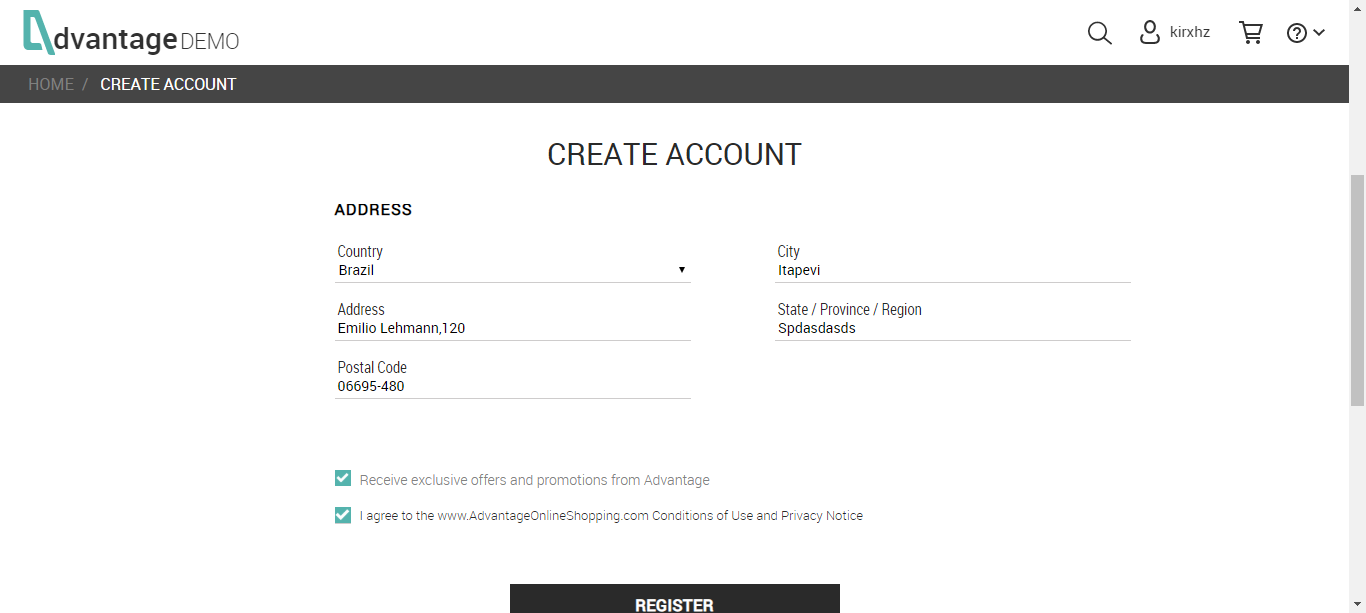 AdvantageDEMO
kirxhz
HOME / CREATE ACCOUNT
CREATE ACCOUNT
ADDRESS
Country
Brazil
City
Itapevi
Address
Emilio Lehmann,120
State / Province / Region
Spdasdasds
Postal Code
06695-480
Receive exclusive offers and promotions from Advantage
I agree to the www.AdvantageOnlineShopping.com Conditions of Use and Privacy Notice
REGISTER